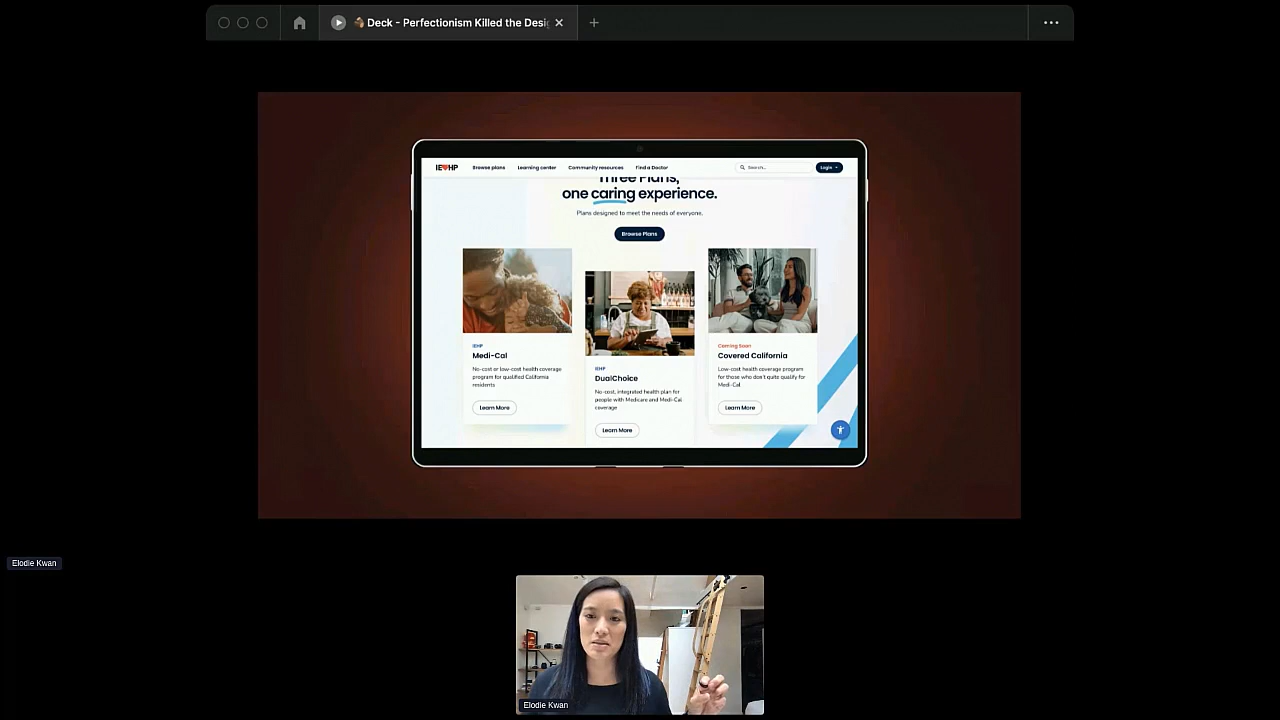 Deck - Perfectionism Killed the Desi
IE HP
Browse plans
Learning center
Community resources
Find a Doctor
Search...
Login
Three Plans,
one caring experience.
Plans designed to meet the needs of everyone.
Browse Plans
IEHP
Medi-Cal
No-cost or low-cost health coverage
program for qualified California
residents
Learn More
IEHP
DualChoice
No-cost, integrated health plan for
people with Medicare and Medi-Cal
coverage
Learn More
Coming Soon
Covered California
Low-cost health coverage program
for those who don't quite qualify for
Medi-Cal
Learn More
Elodie Kwan
Elodie Kwan